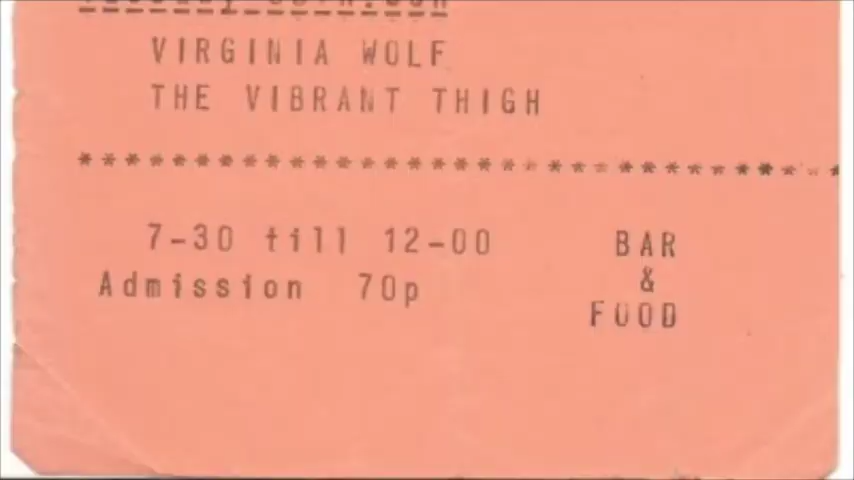 VIRGINIA WOLF
THE VIBRANT THIGH
***********************************
7-30 till 12-00
Admission 70p
BAR
&
FOOD